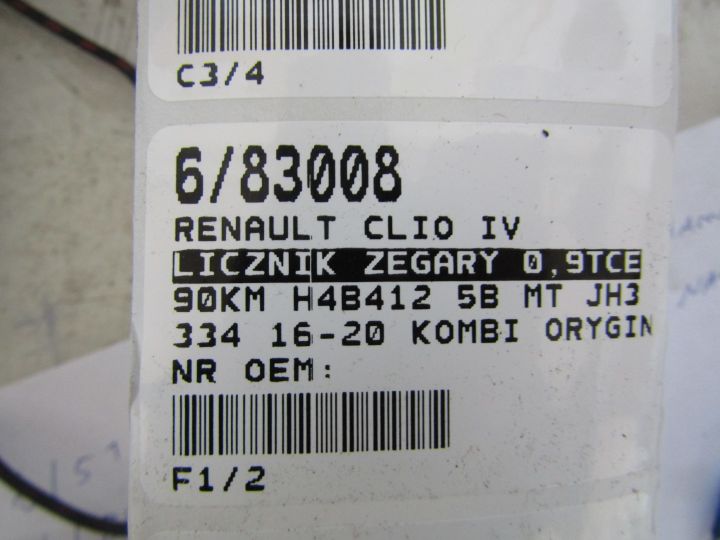 C3/4
6/83008
RENAULT CLIO IV
LICZNIK ZEGARY 0,9TCE
90KM H4B412 5B MT JH3
334 16-20 KOMBI ORYGIN
NR OEM:
F1/2